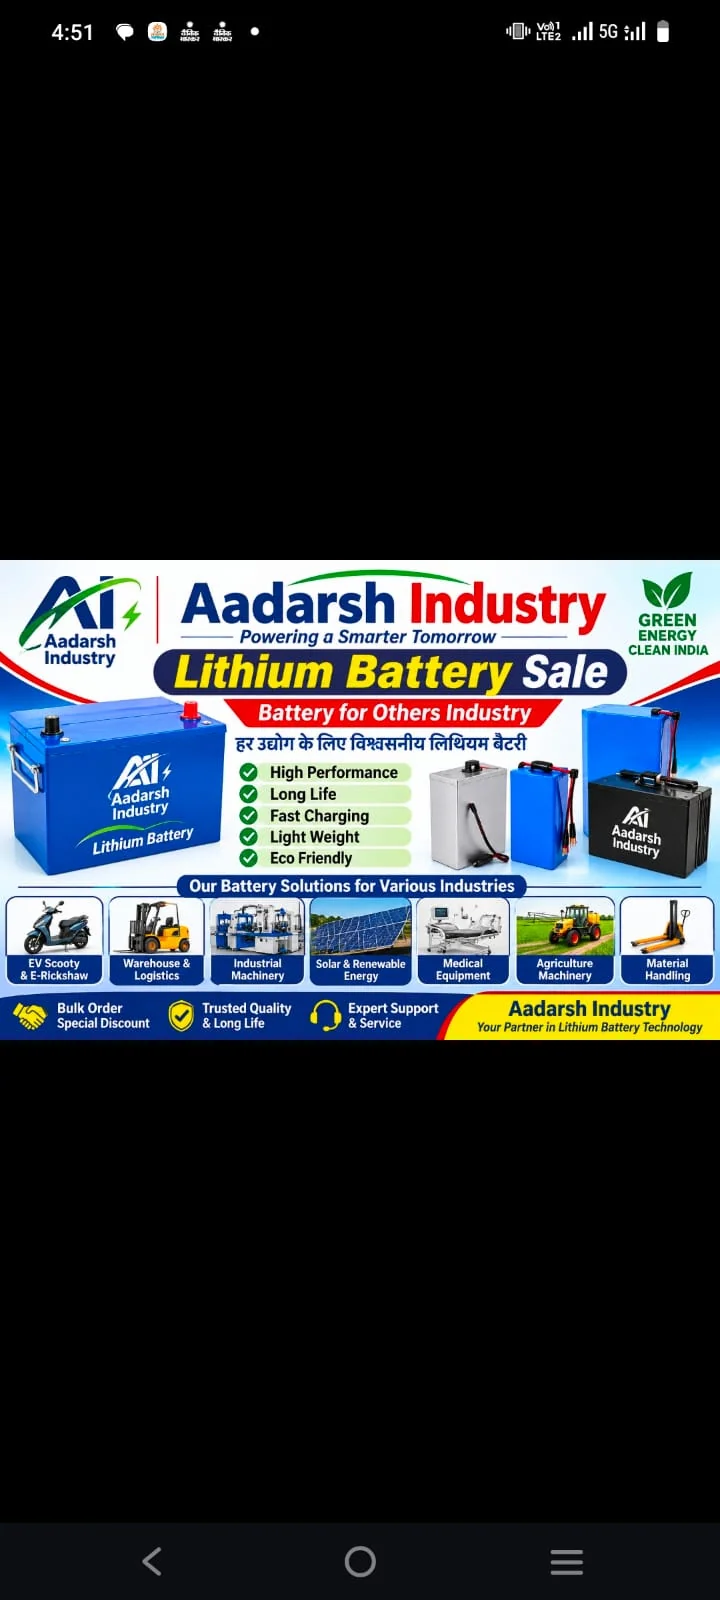 4:51
Vo)) 1
LTE2
5G
Ai
Aadarsh
Industry
Aadarsh Industry
Powering a Smarter Tomorrow
GREEN
ENERGY
CLEAN INDIA
Lithium Battery Sale
Battery for Others Industry
हर उद्योग के लिए विश्वसनीय लिथियम बैटरी
Ai
Aadarsh
Industry
Lithium Battery
High Performance
Long Life
Fast Charging
Light Weight
Eco Friendly
Ai
Aadarsh
Industry
Our Battery Solutions for Various Industries
EV Scooty
& E-Rickshaw
Warehouse &
Logistics
Industrial
Machinery
Solar & Renewable
Energy
Medical
Equipment
Agriculture
Machinery
Material
Handling
Bulk Order
Special Discount
Trusted Quality
& Long Life
Expert Support
& Service
Aadarsh Industry
Your Partner in Lithium Battery Technology